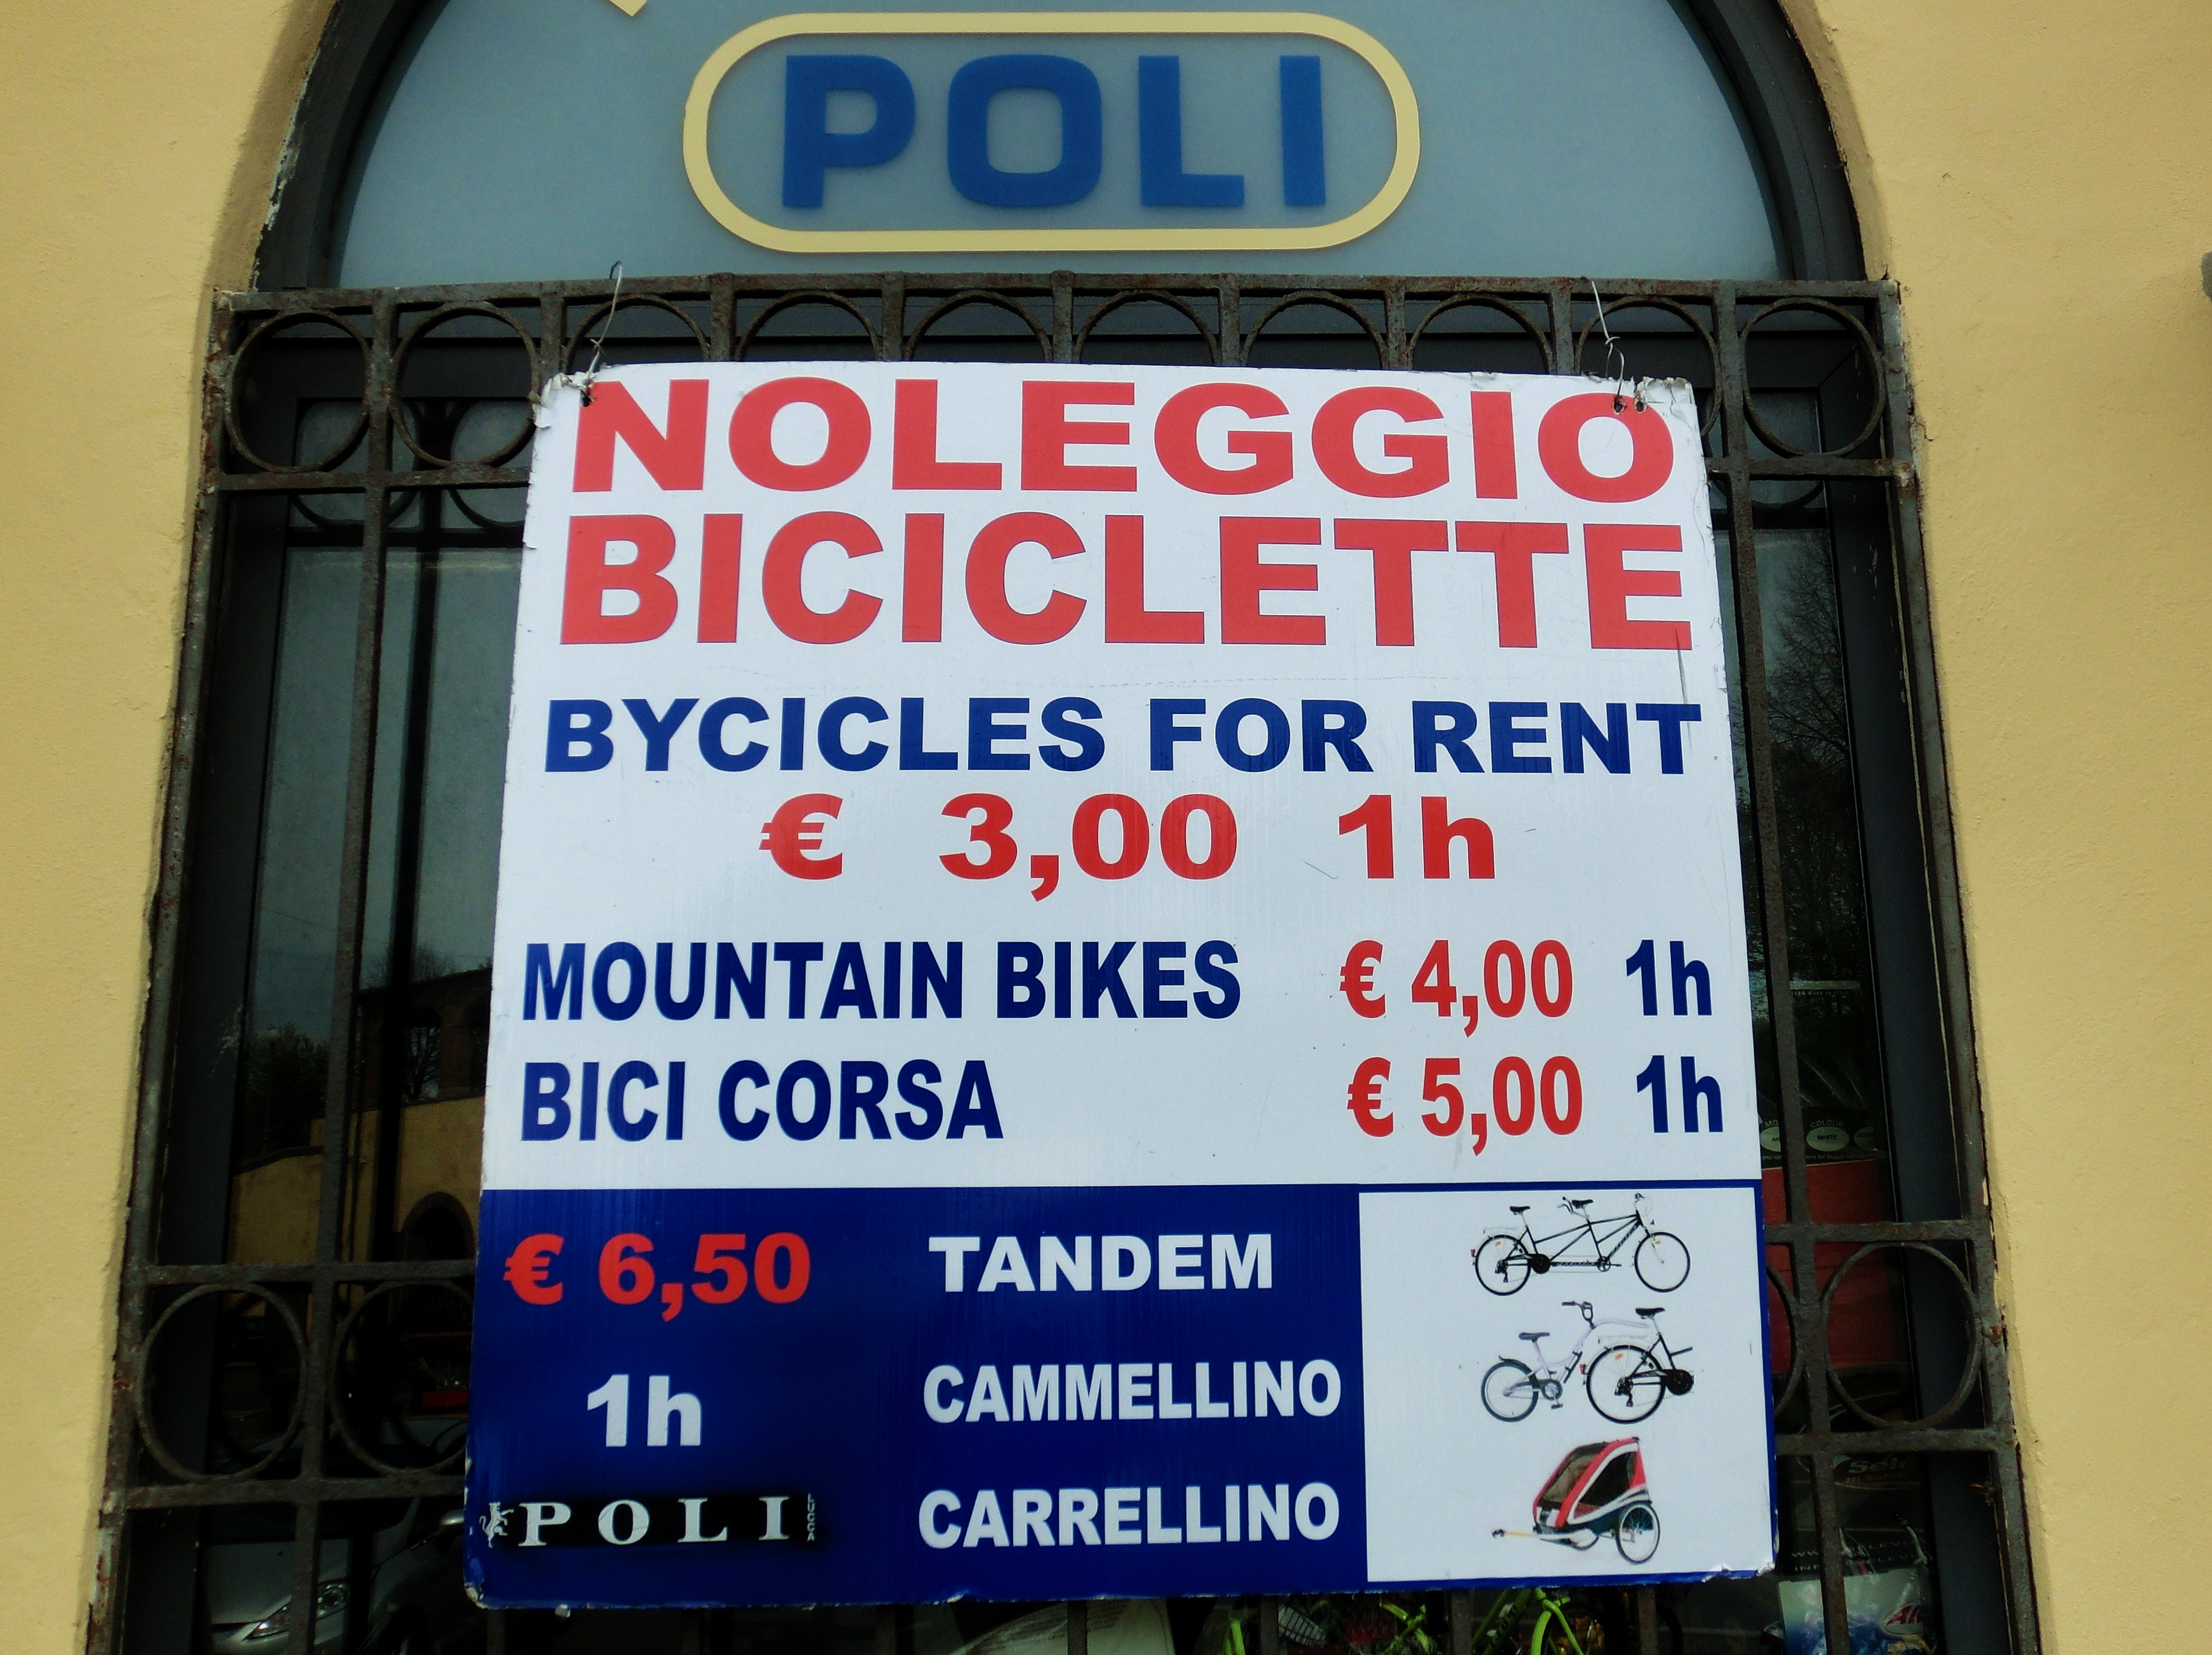 POLI
NOLEGGIO
BICICLETTE
BYCICLES FOR RENT
€ 3,00 1h
MOUNTAIN BIKES € 4,00 1h
BICI CORSA € 5,00 1h
€ 6,50 TANDEM
1h CAMMELLINO
POLI LUCCA CARRELLINO